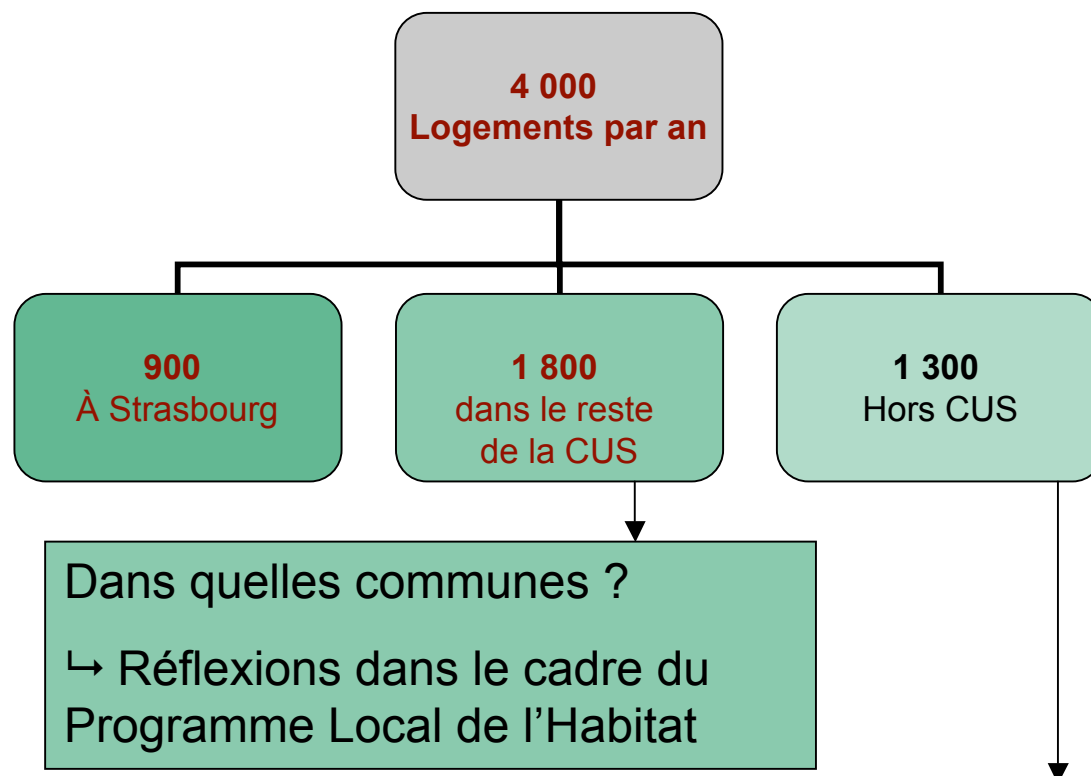 4 000
Logements par an
900
À Strasbourg
1 800
dans le reste
de la CUS
1 300
Hors CUS
Dans quelles communes ?
↳ Réflexions dans le cadre du
Programme Local de l’Habitat